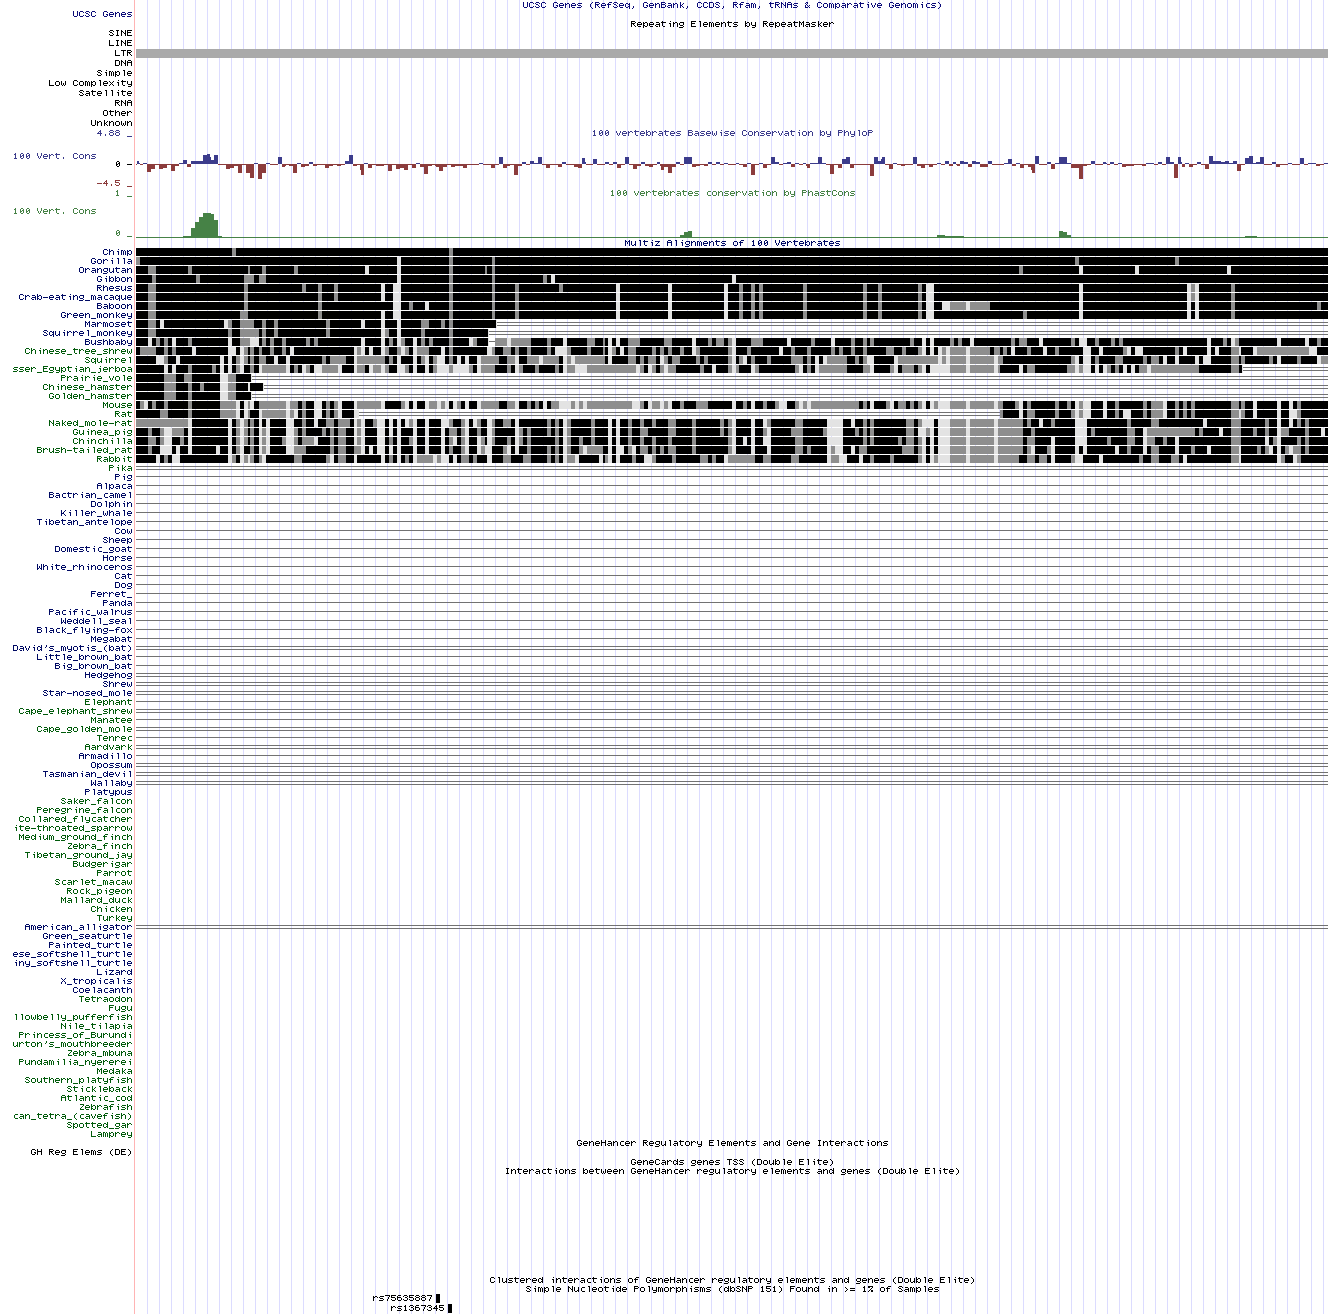 UCSC Genes (RefSeq, GenBank, CCDS, Rfam, tRNAs & Comparative Genomics)
UCSC Genes
Repeating Elements by RepeatMasker
SINE
LINE
LTR
DNA
Simple
Low Complexity
Satellite
RNA
Other
Unknown
4.88 _
100 vertebrates Basewise Conservation by PhyloP
100 Vert. Cons
0 _
-4.5 _
1 _
100 vertebrates conservation by PhastCons
100 Vert. Cons
0 _
Multiz Alignments of 100 Vertebrates
Chimp
Gorilla
Orangutan
Gibbon
Rhesus
Crab-eating_macaque
Baboon
Green_monkey
Marmoset
Squirrel_monkey
Bushbaby
Chinese_tree_shrew
Squirrel
sser_Egyptian_jerboa
Prairie_vole
Chinese_hamster
Golden_hamster
Mouse
Rat
Naked_mole-rat
Guinea_pig
Chinchilla
Brush-tailed_rat
Rabbit
Pika
Pig
Alpaca
Bactrian_camel
Dolphin
Killer_whale
Tibetan_antelope
Cow
Sheep
Domestic_goat
Horse
White_rhinoceros
Cat
Dog
Ferret_
Panda
Pacific_walrus
Weddell_seal
Black_flying-fox
Megabat
David's_myotis_(bat)
Little_brown_bat
Big_brown_bat
Hedgehog
Shrew
Star-nosed_mole
Elephant
Cape_elephant_shrew
Manatee
Cape_golden_mole
Tenrec
Aardvark
Armadillo
Opossum
Tasmanian_devil
Wallaby
Platypus
Saker_falcon
Peregrine_falcon
Collared_flycatcher
ite-throated_sparrow
Medium_ground_finch
Zebra_finch
Tibetan_ground_jay
Budgerigar
Parrot
Scarlet_macaw
Rock_pigeon
Mallard_duck
Chicken
Turkey
American_alligator
Green_seaturtle
Painted_turtle
ese_softshell_turtle
iny_softshell_turtle
Lizard
X_tropicalis
Coelacanth
Tetraodon
Fugu
llowbelly_pufferfish
Nile_tilapia
Princess_of_Burundi
urton's_mouthbreeder
Zebra_mbuna
Pundamilia_nyererei
Medaka
Southern_platyfish
Stickleback
Atlantic_cod
Zebrafish
can_tetra_(cavefish)
Spotted_gar
Lamprey
GeneHancer Regulatory Elements and Gene Interactions
GH Reg Elems (DE)
GeneCards genes TSS (Double Elite)
Interactions between GeneHancer regulatory elements and genes (Double Elite)
Clustered interactions of GeneHancer regulatory elements and genes (Double Elite)
Simple Nucleotide Polymorphisms (dbSNP 151) Found in >= 1% of Samples
rs75635887
rs1367345